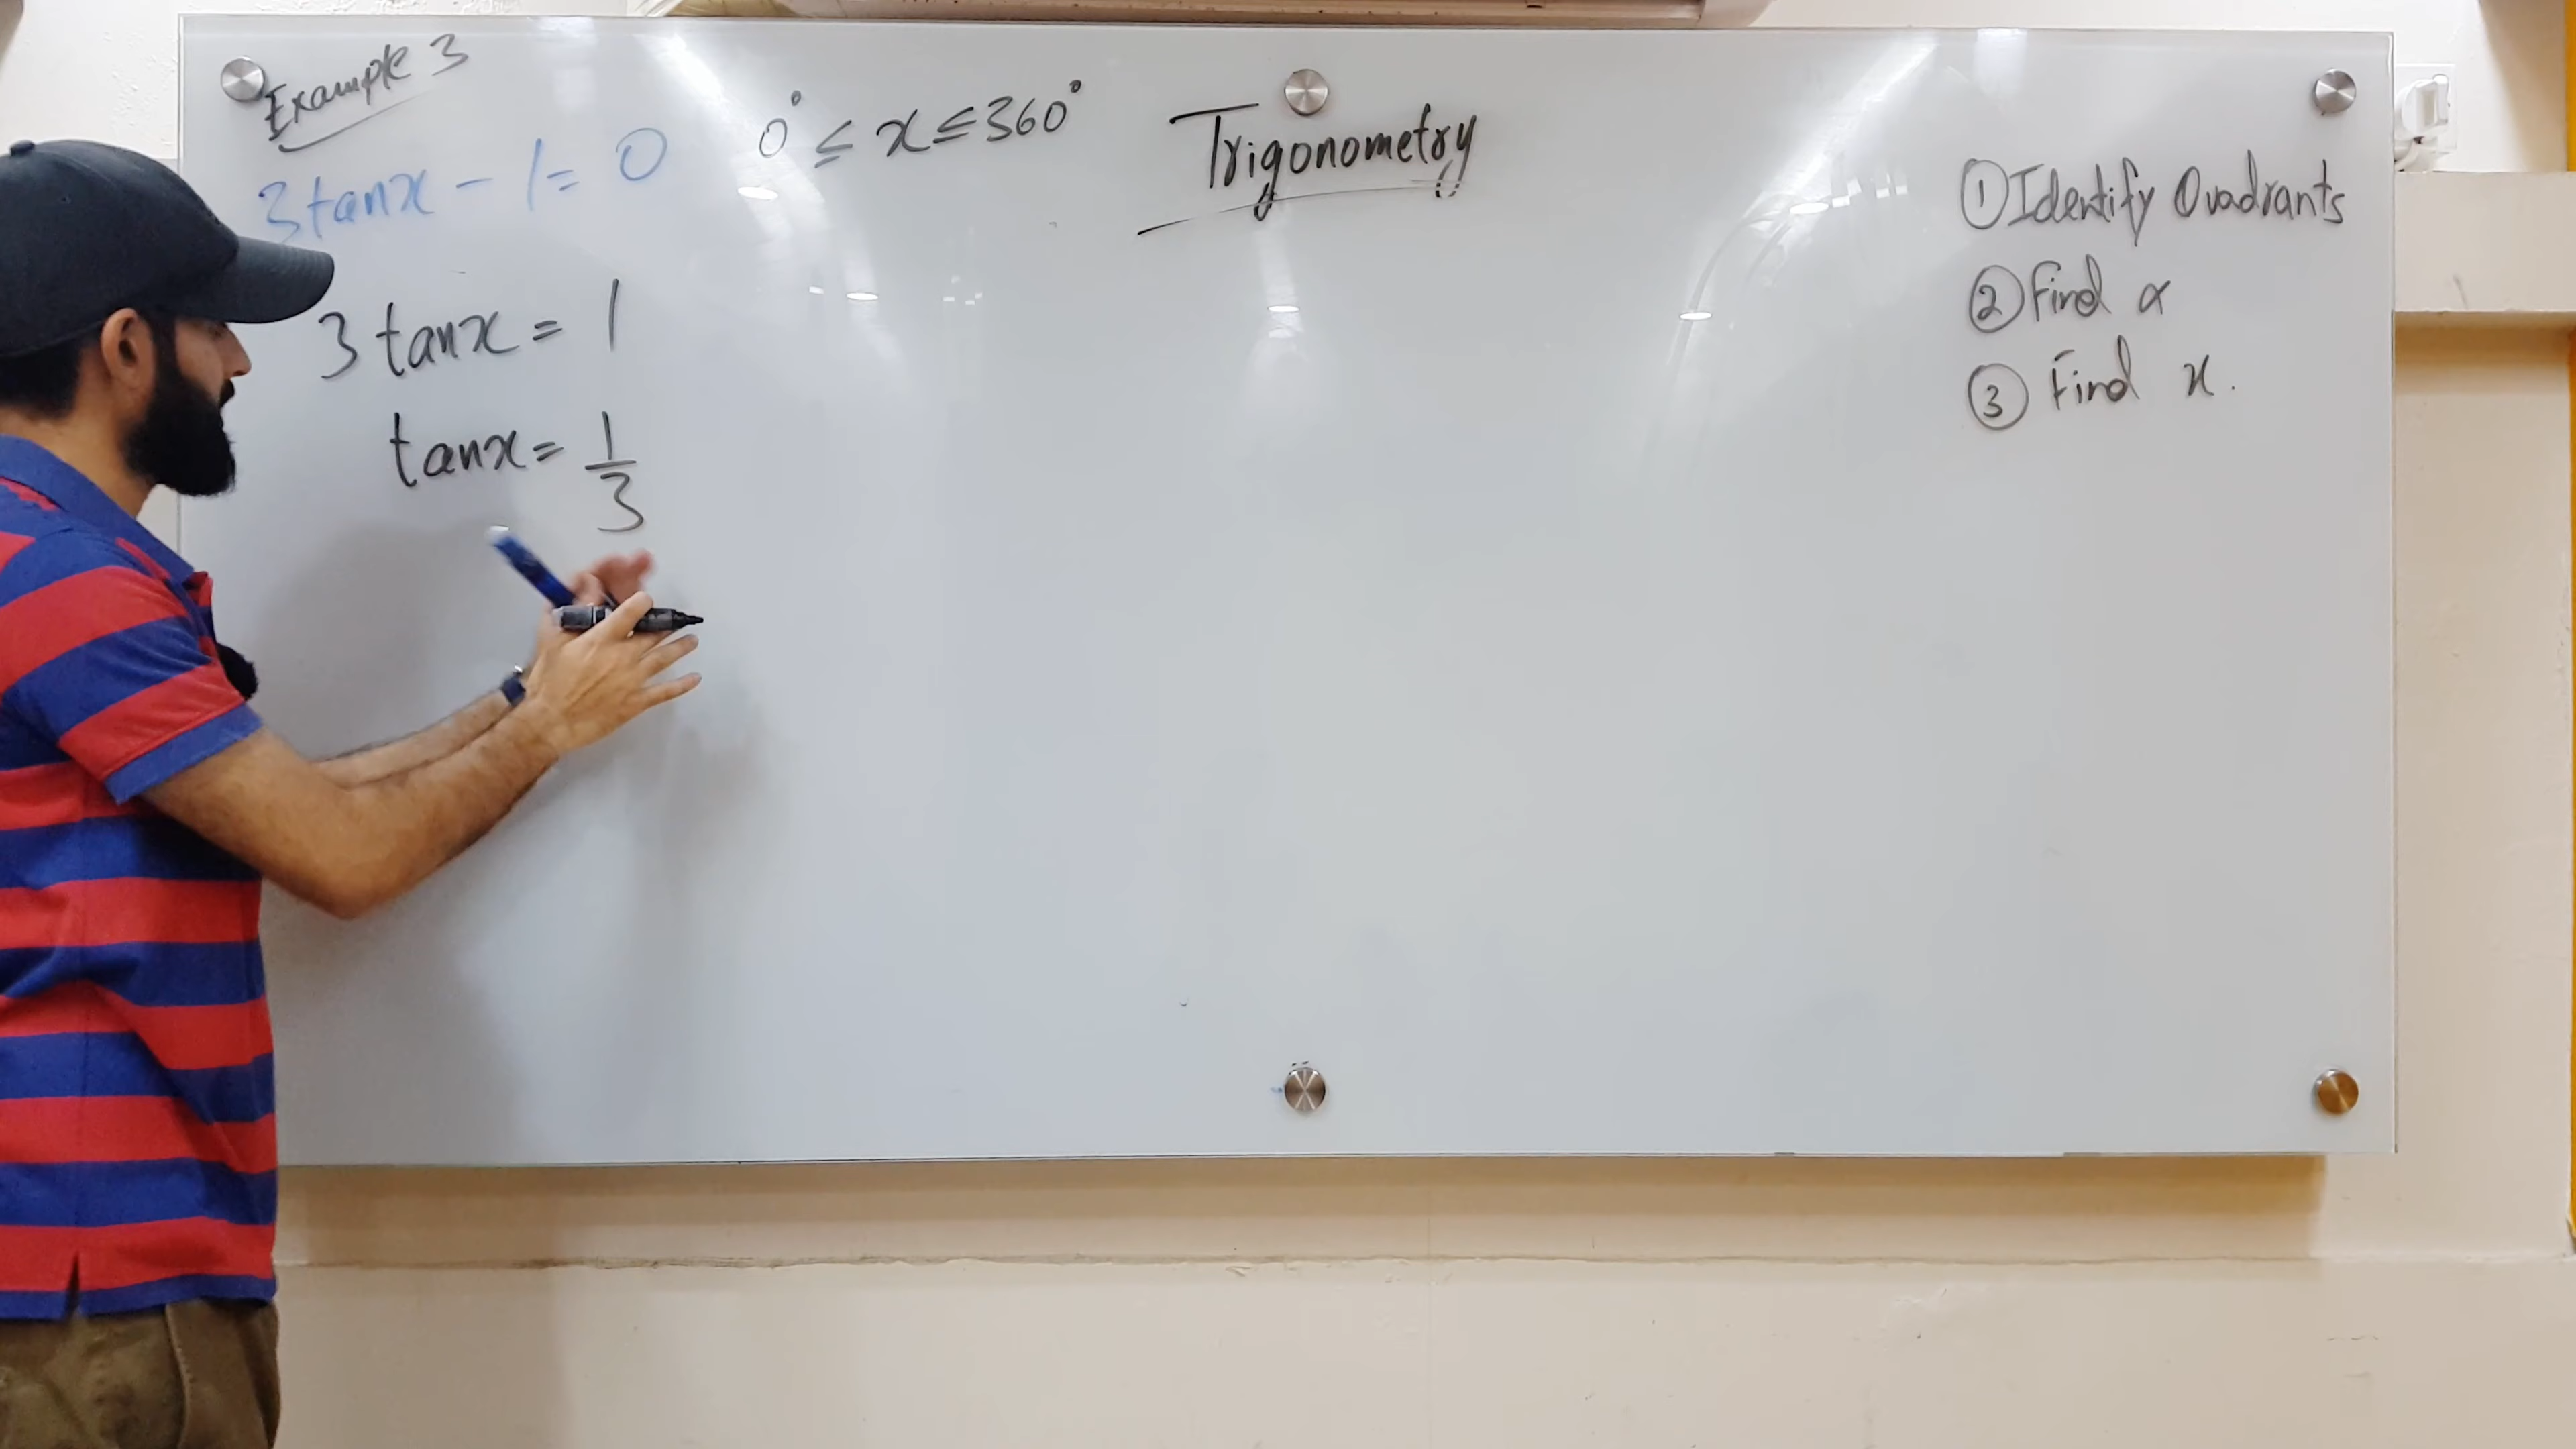 Example 3
3tanx - 1 = 0
0° ≤ x ≤ 360°
Trigonometry
3 tanx = 1
tanx = 1/3
① Identify Quadrants
② Find α
③ Find x.